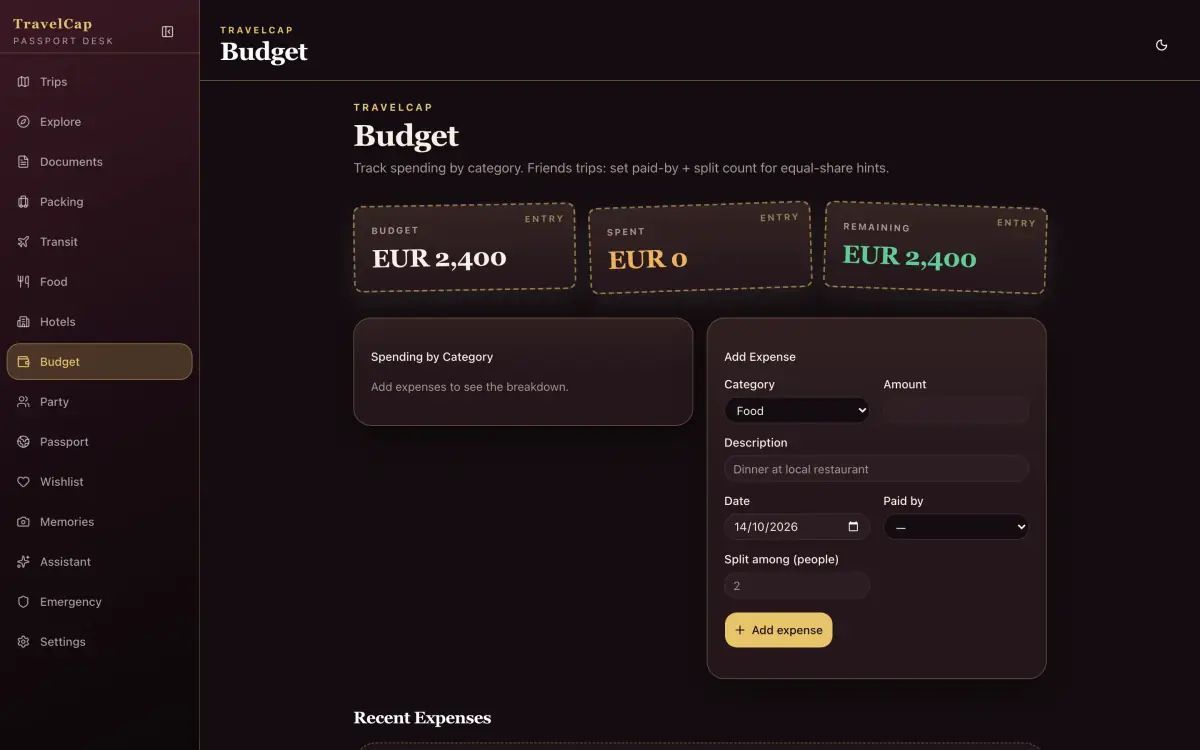 TravelCap
PASSPORT DESK
Trips
Explore
Documents
Packing
Transit
Food
Hotels
Budget
Party
Passport
Wishlist
Memories
Assistant
Emergency
Settings
TRAVELCAP
Budget
TRAVELCAP
Budget
Track spending by category. Friends trips: set paid-by + split count for equal-share hints.
ENTRY
BUDGET
EUR 2,400
ENTRY
SPENT
EUR 0
ENTRY
REMAINING
EUR 2,400
Spending by Category
Add expenses to see the breakdown.
Add Expense
Category Amount
Food
Description
Dinner at local restaurant
Date Paid by
14/10/2026 —
Split among (people)
2
+ Add expense
Recent Expenses